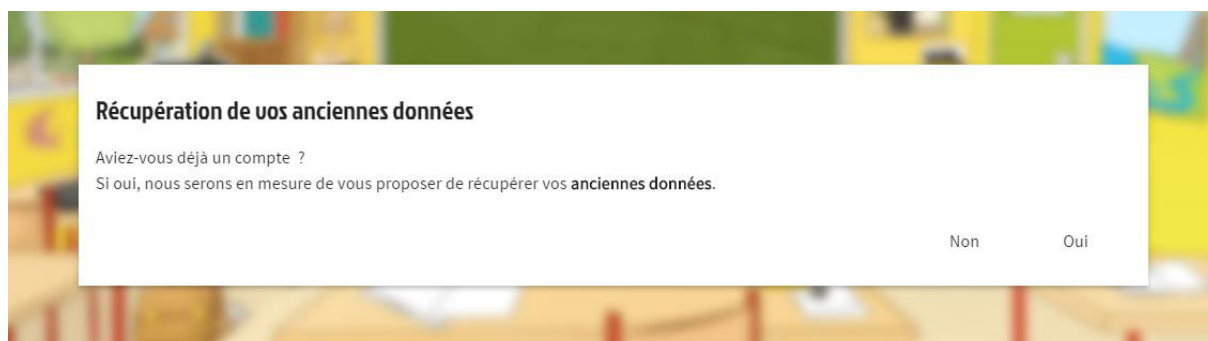 Récupération de vos anciennes données
Aviez-vous déjà un compte ?
Si oui, nous serons en mesure de vous proposer de récupérer vos anciennes données.
Non Oui